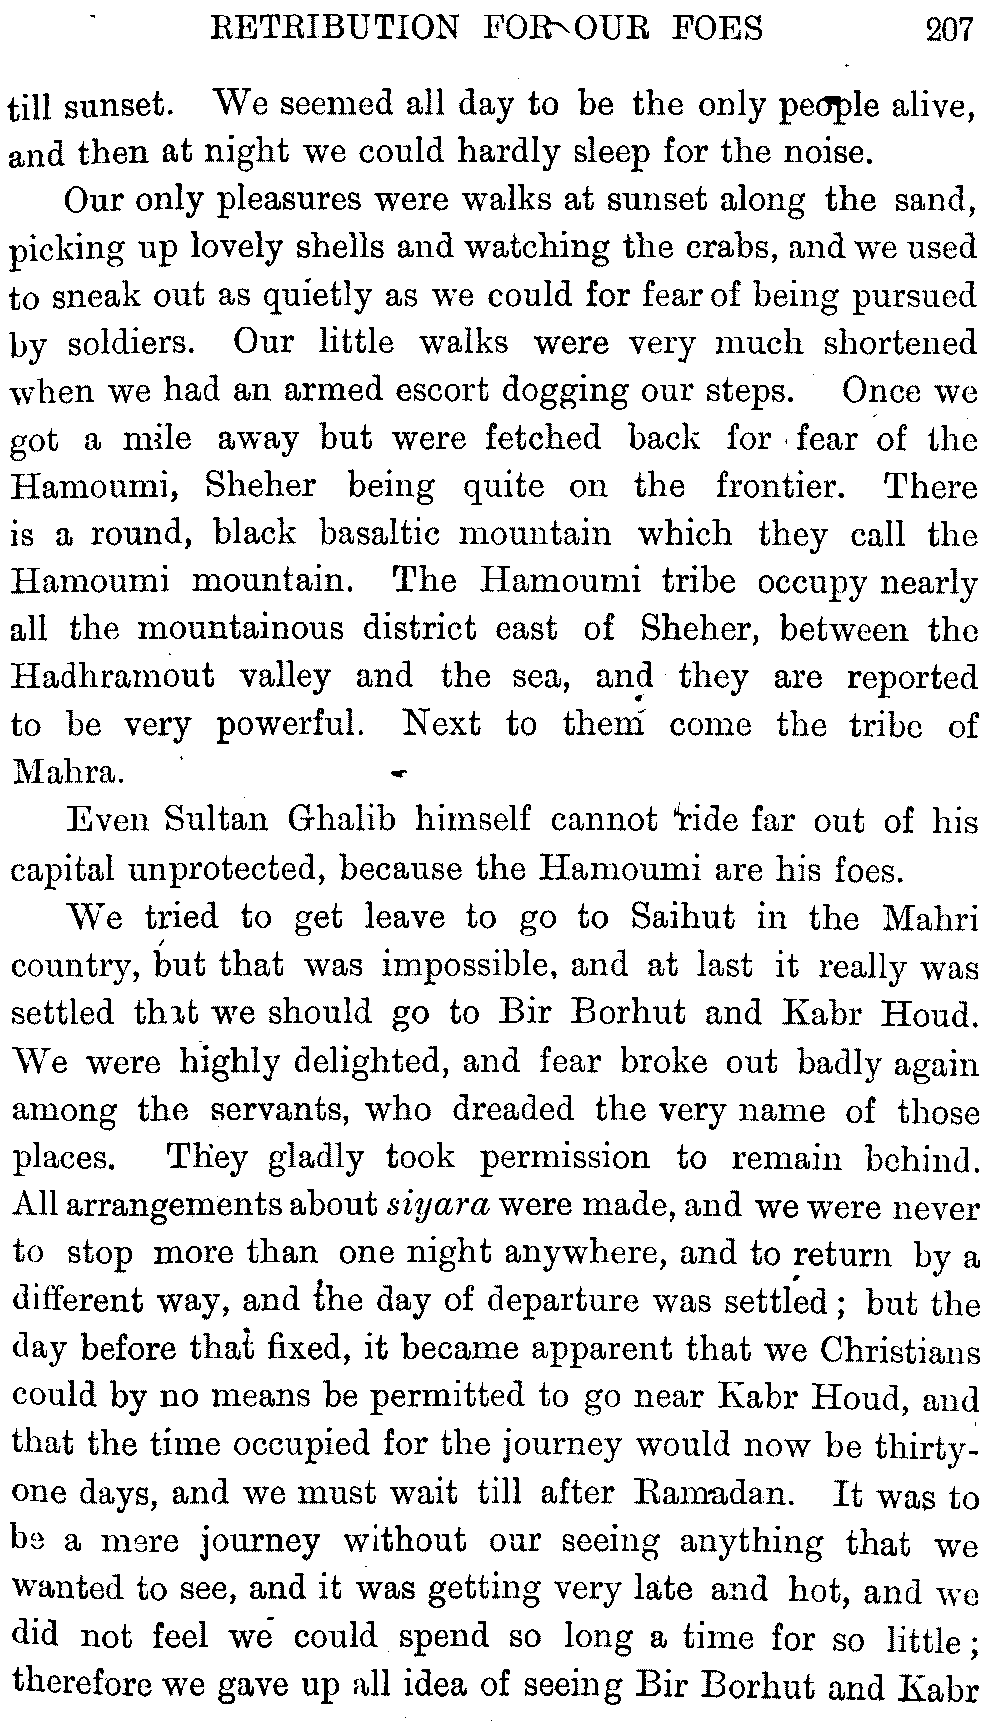 RETRIBUTION FOR OUR FOES 207
till sunset. We seemed all day to be the only people alive,
and then at night we could hardly sleep for the noise.
Our only pleasures were walks at sunset along the sand,
picking up lovely shells and watching the crabs, and we used
to sneak out as quietly as we could for fear of being pursued
by soldiers. Our little walks were very much shortened
when we had an armed escort dogging our steps. Once we
got a mile away but were fetched back for fear of the
Hamoumi, Sheher being quite on the frontier. There
is a round, black basaltic mountain which they call the
Hamoumi mountain. The Hamoumi tribe occupy nearly
all the mountainous district east of Sheher, between the
Hadhramout valley and the sea, and they are reported
to be very powerful. Next to them come the tribe of
Mahra.
Even Sultan Ghalib himself cannot ride far out of his
capital unprotected, because the Hamoumi are his foes.
We tried to get leave to go to Saihut in the Mahri
country, but that was impossible, and at last it really was
settled that we should go to Bir Borhut and Kabr Houd.
We were highly delighted, and fear broke out badly again
among the servants, who dreaded the very name of those
places. They gladly took permission to remain behind.
All arrangements about siyara were made, and we were never
to stop more than one night anywhere, and to return by a
different way, and the day of departure was settled; but the
day before that fixed, it became apparent that we Christians
could by no means be permitted to go near Kabr Houd, and
that the time occupied for the journey would now be thirty-
one days, and we must wait till after Ramadan. It was to
be a mere journey without our seeing anything that we
wanted to see, and it was getting very late and hot, and we
did not feel we could spend so long a time for so little;
therefore we gave up all idea of seeing Bir Borhut and Kabr